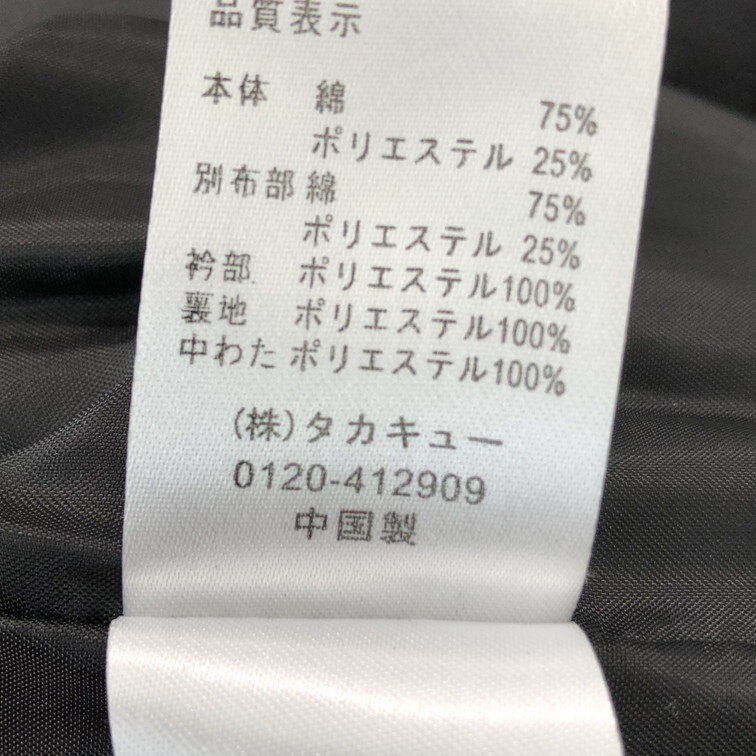 品質表示
本体 綿 75%
ポリエステル 25%
別布部 綿 75%
ポリエステル 25%
衿部 ポリエステル100%
裏地 ポリエステル100%
中わた ポリエステル100%
(株)タカキュー
0120-412909
中国製